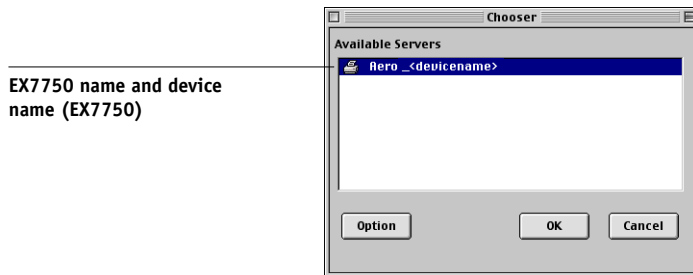 Chooser
Available Servers
Aero _<devicename>
EX7750 name and device
name (EX7750)
Option
OK
Cancel